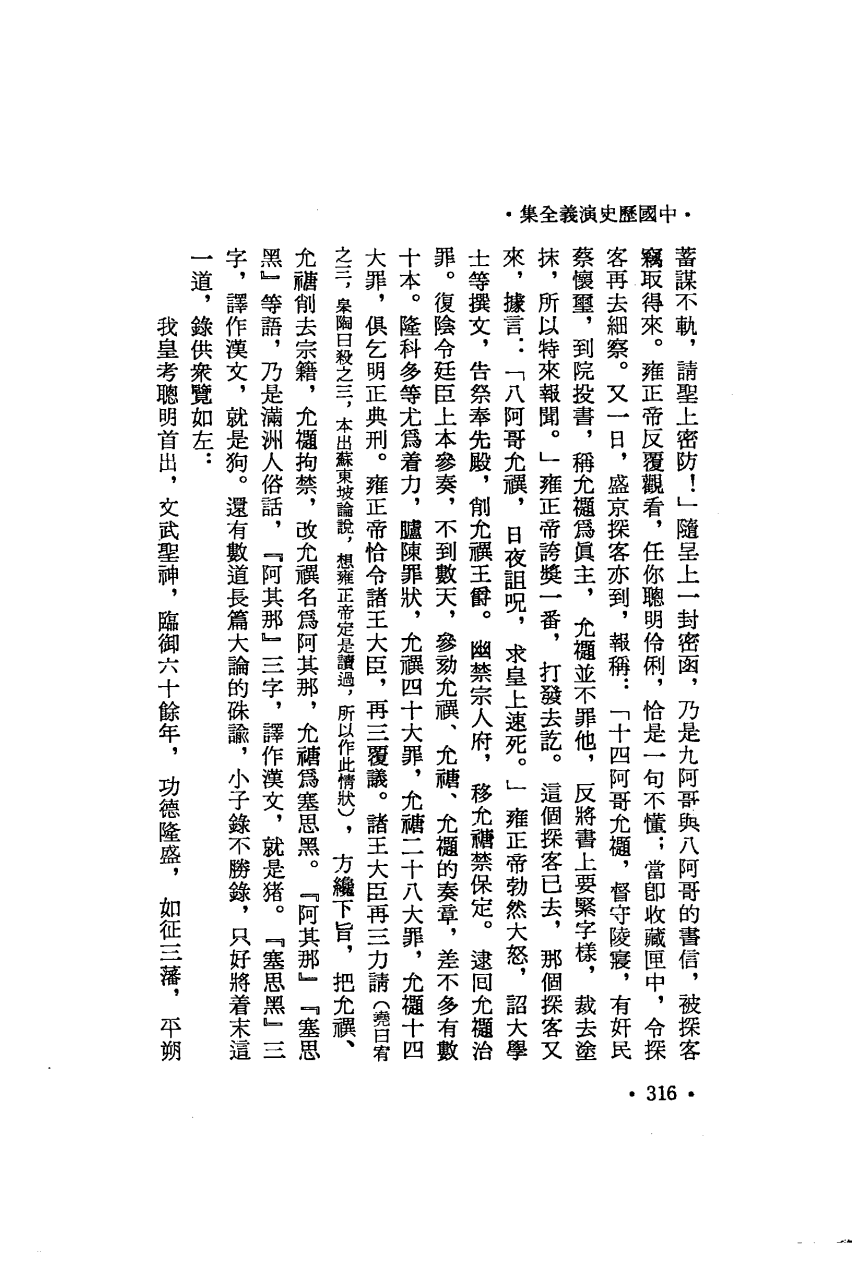 ·中國歷史演義全集·
蓄謀不軌，請聖上密防！」隨呈上一封密函，乃是九阿哥與八阿哥的書信，被探客
竊取得來。雍正帝反覆觀看，任你聰明伶俐，恰是一句不懂；當卽收藏匣中，令探
客再去細察。又一日，盛京探客亦到，報稱：「十四阿哥允禵，督守陵寢，有奸民
蔡懷璽，到院投書，稱允禵爲眞主，允禵並不罪他，反將書上要緊字樣，裁去塗
抹，所以特來報聞。」雍正帝誇獎一番，打發去訖。這個探客已去，那個探客又
來，據言：「八阿哥允禩，日夜詛呪，求皇上速死。」雍正帝勃然大怒，詔大學
士等撰文，告祭奉先殿，削允禩王爵。幽禁宗人府，移允禟禁保定。逮囘允禵治
罪。復陰令廷臣上本參奏，不到數天，參劾允禩、允禟、允禵的奏章，差不多有數
十本。隆科多等尤爲着力，臚陳罪狀，允禩四十大罪，允禟二十八大罪，允禵十四
大罪，俱乞明正典刑。雍正帝恰令諸王大臣，再三覆議。諸王大臣再三力請（堯曰宥
之三，臯陶曰殺之三，本出蘇東坡論說，想雍正帝定是讀過，所以作此情狀），方纔下旨，把允禩、
允禟削去宗籍，允禵拘禁，改允禩名爲阿其那，允禟爲塞思黑。『阿其那』『塞思
黑』等語，乃是滿洲人俗話，『阿其那』三字，譯作漢文，就是猪。『塞思黑』三
字，譯作漢文，就是狗。還有數道長篇大論的硃諭，小子錄不勝錄，只好將着末這
一道，錄供衆覽如左：
我皇考聰明首出，文武聖神，臨御六十餘年，功德隆盛，如征三藩，平朔
·316·